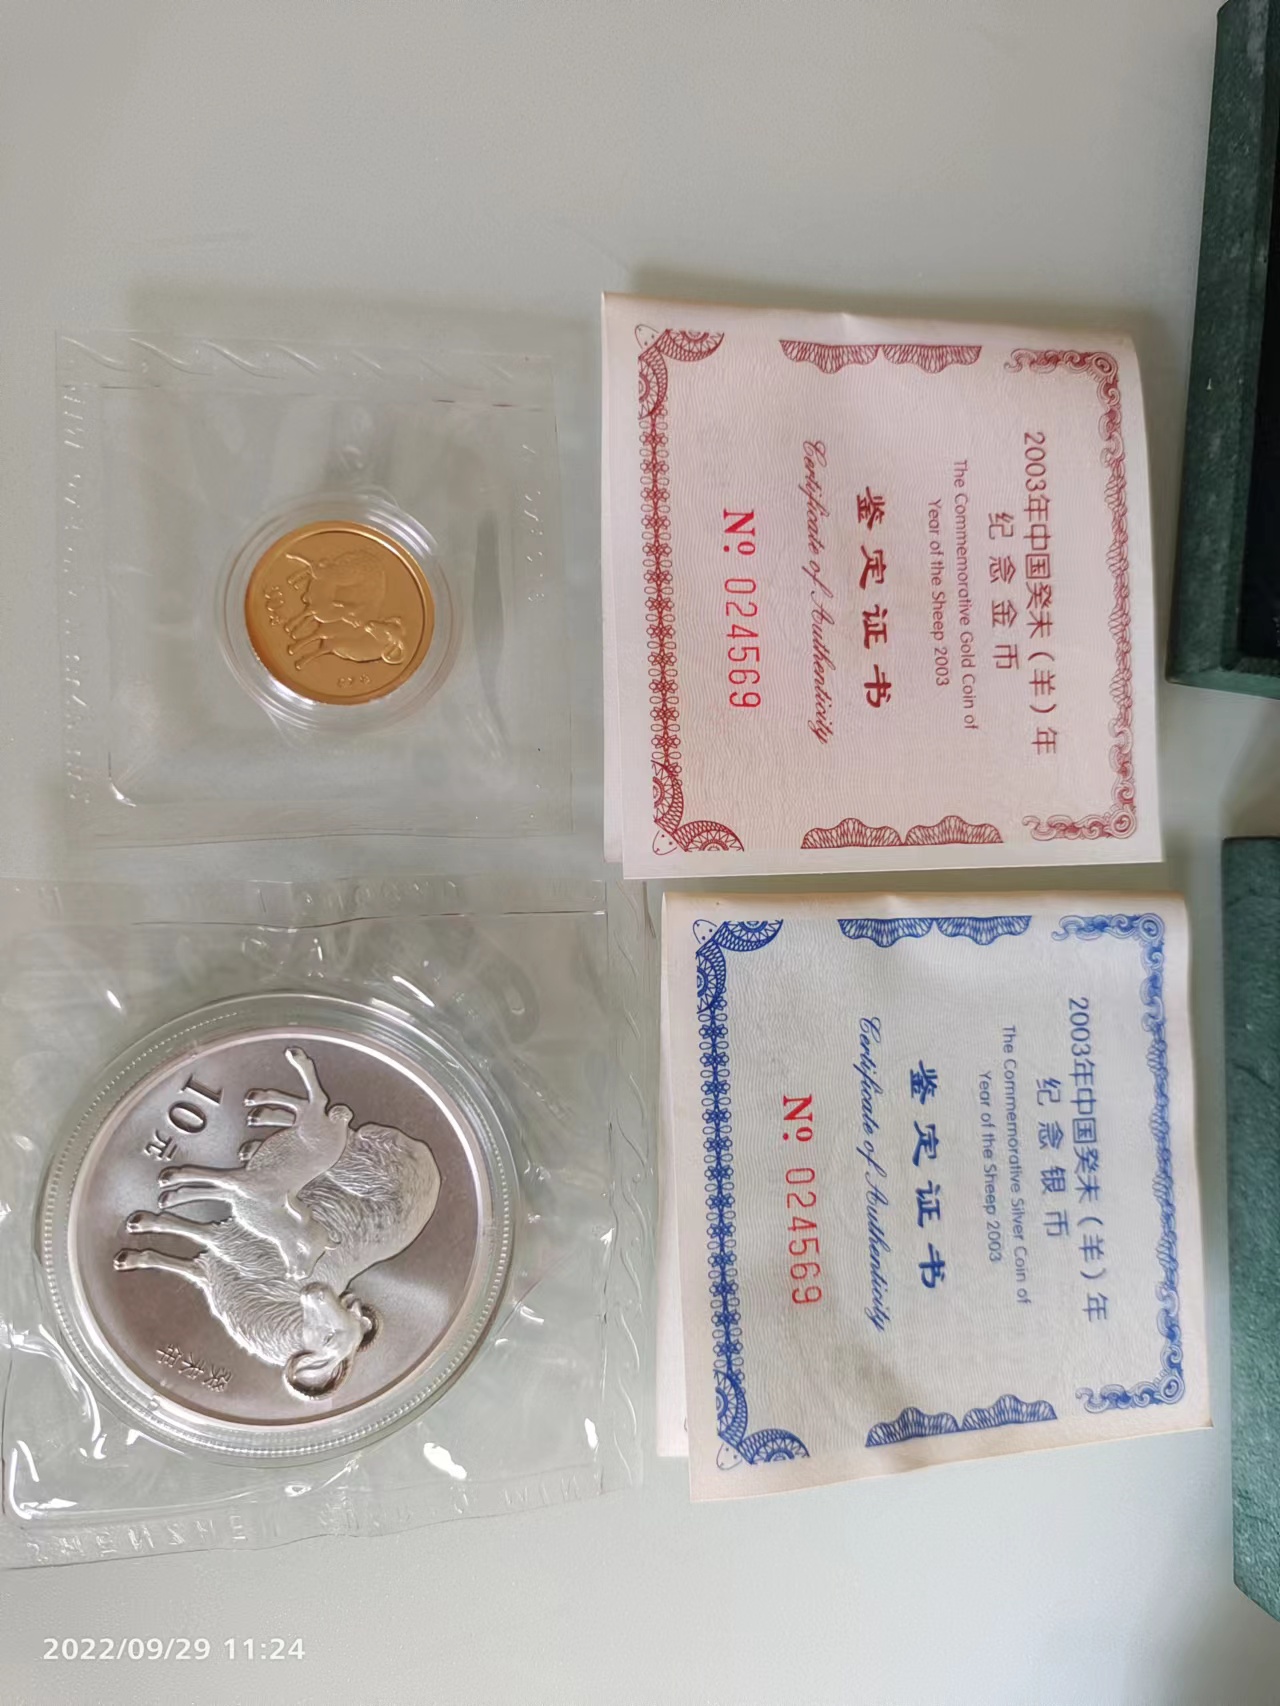 2003年中国癸未（羊）年
纪念金币
The Commemorative Gold Coin of
Year of the Sheep 2003
鉴定证书
Certificate of Authenticity
Nº 024569
2003年中国癸未（羊）年
纪念银币
The Commemorative Silver Coin of
Year of the Sheep 2003
鉴定证书
Certificate of Authenticity
Nº 024569
10元
2022/09/29 11:24